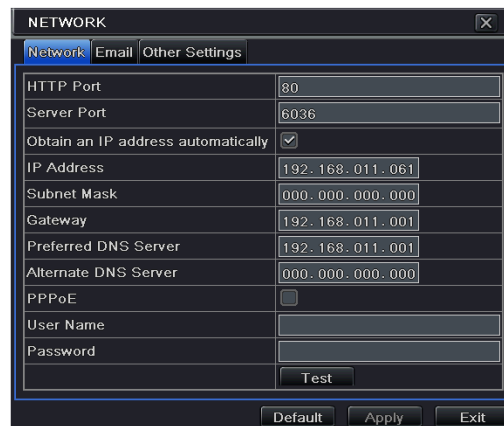 NETWORK
Network Email Other Settings
HTTP Port 80
Server Port 6036
Obtain an IP address automatically
IP Address 192.168.011.061
Subnet Mask 000.000.000.000
Gateway 192.168.011.001
Preferred DNS Server 192.168.011.001
Alternate DNS Server 000.000.000.000
PPPoE
User Name
Password
Test
Default Apply Exit